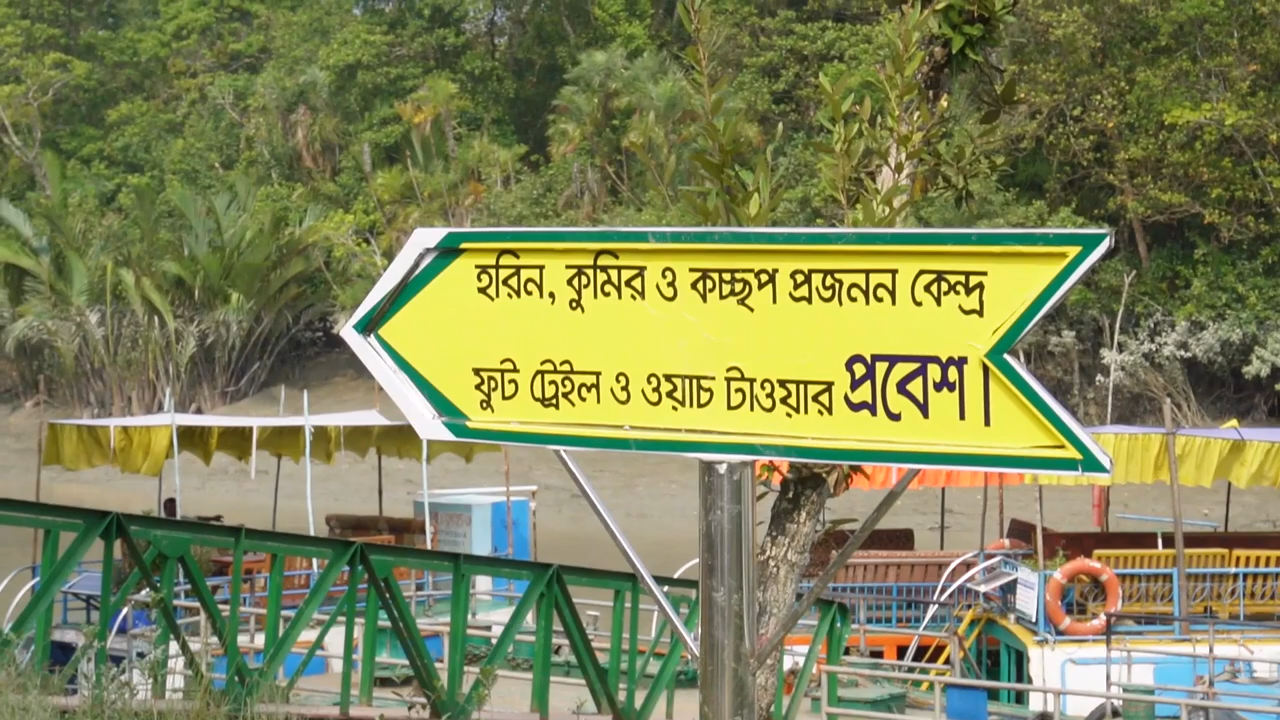 হরিন, কুমির ও কচ্ছপ প্রজনন কেন্দ্র
ফুট ট্রেইল ও ওয়াচ টাওয়ার প্রবেশ।